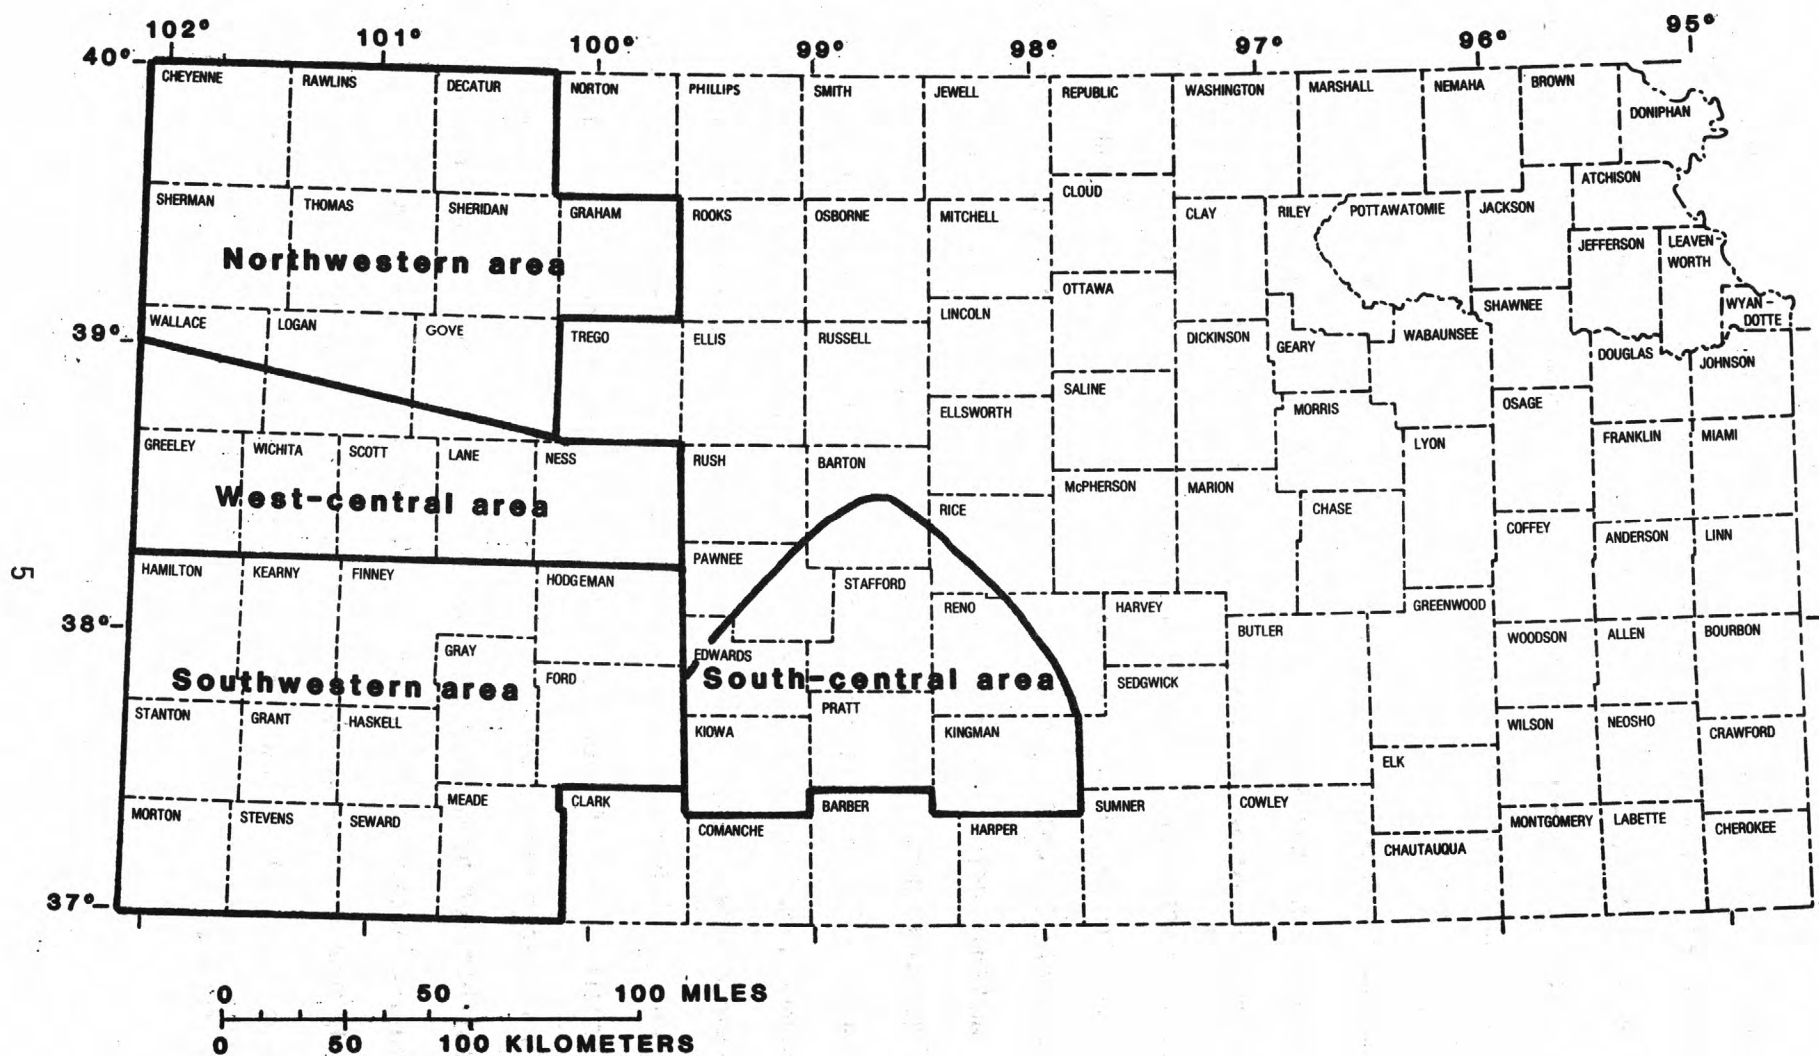 102° 101° 100° 99° 98° 97° 96° 95°
40°
CHEYENNE RAWLINS DECATUR NORTON PHILLIPS SMITH JEWELL REPUBLIC WASHINGTON MARSHALL NEMAHA BROWN
DONIPHAN
CLOUD ATCHISON
SHERMAN THOMAS SHERIDAN GRAHAM ROOKS OSBORNE MITCHELL CLAY RILEY POTTAWATOMIE JACKSON
JEFFERSON LEAVEN-
WORTH
Northwestern area
OTTAWA SHAWNEE WYAN-
DOTTE
39°
WALLACE LOGAN GOVE TREGO ELLIS RUSSELL LINCOLN DICKINSON GEARY WABAUNSEE DOUGLAS JOHNSON
ELLSWORTH SALINE MORRIS OSAGE
GREELEY WICHITA SCOTT LANE NESS RUSH BARTON LYON FRANKLIN MIAMI
West-central area
RICE McPHERSON MARION CHASE COFFEY ANDERSON LINN
5
HAMILTON KEARNY FINNEY HODGEMAN PAWNEE STAFFORD
RENO HARVEY GREENWOOD
38°
BUTLER WOODSON ALLEN BOURBON
GRAY EDWARDS
Southwestern area FORD South-central area SEDGWICK
STANTON GRANT HASKELL KIOWA PRATT KINGMAN WILSON NEOSHO CRAWFORD
ELK
MORTON STEVENS SEWARD MEADE CLARK BARBER SUMNER COWLEY MONTGOMERY LABETTE CHEROKEE
COMANCHE HARPER
CHAUTAUQUA
37°
0 50 100 MILES
0 50 100 KILOMETERS